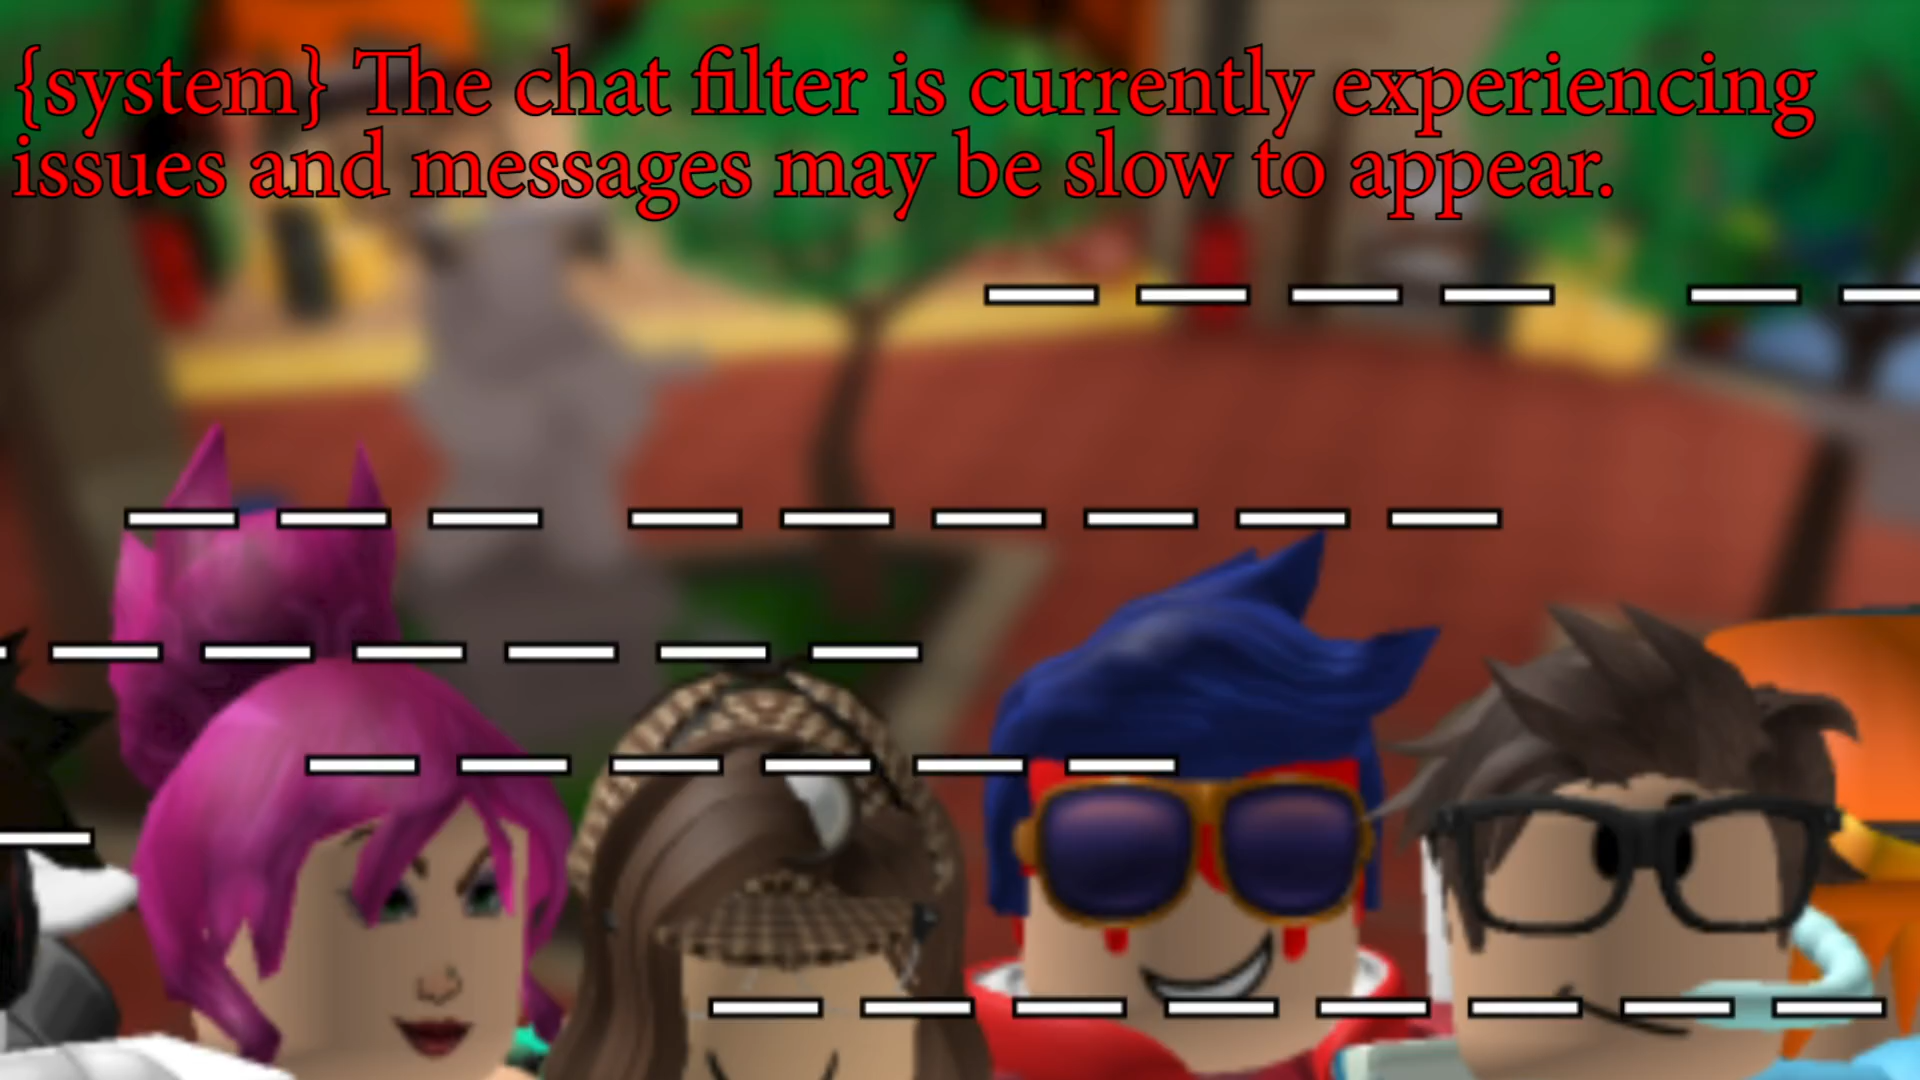 {system} The chat filter is currently experiencing
issues and messages may be slow to appear.
_ _ _ _ _ _
_ _ _ _ _ _ _ _ _
_ _ _ _ _ _ _
_ _ _ _ _ _
_
_ _ _ _ _ _ _ _